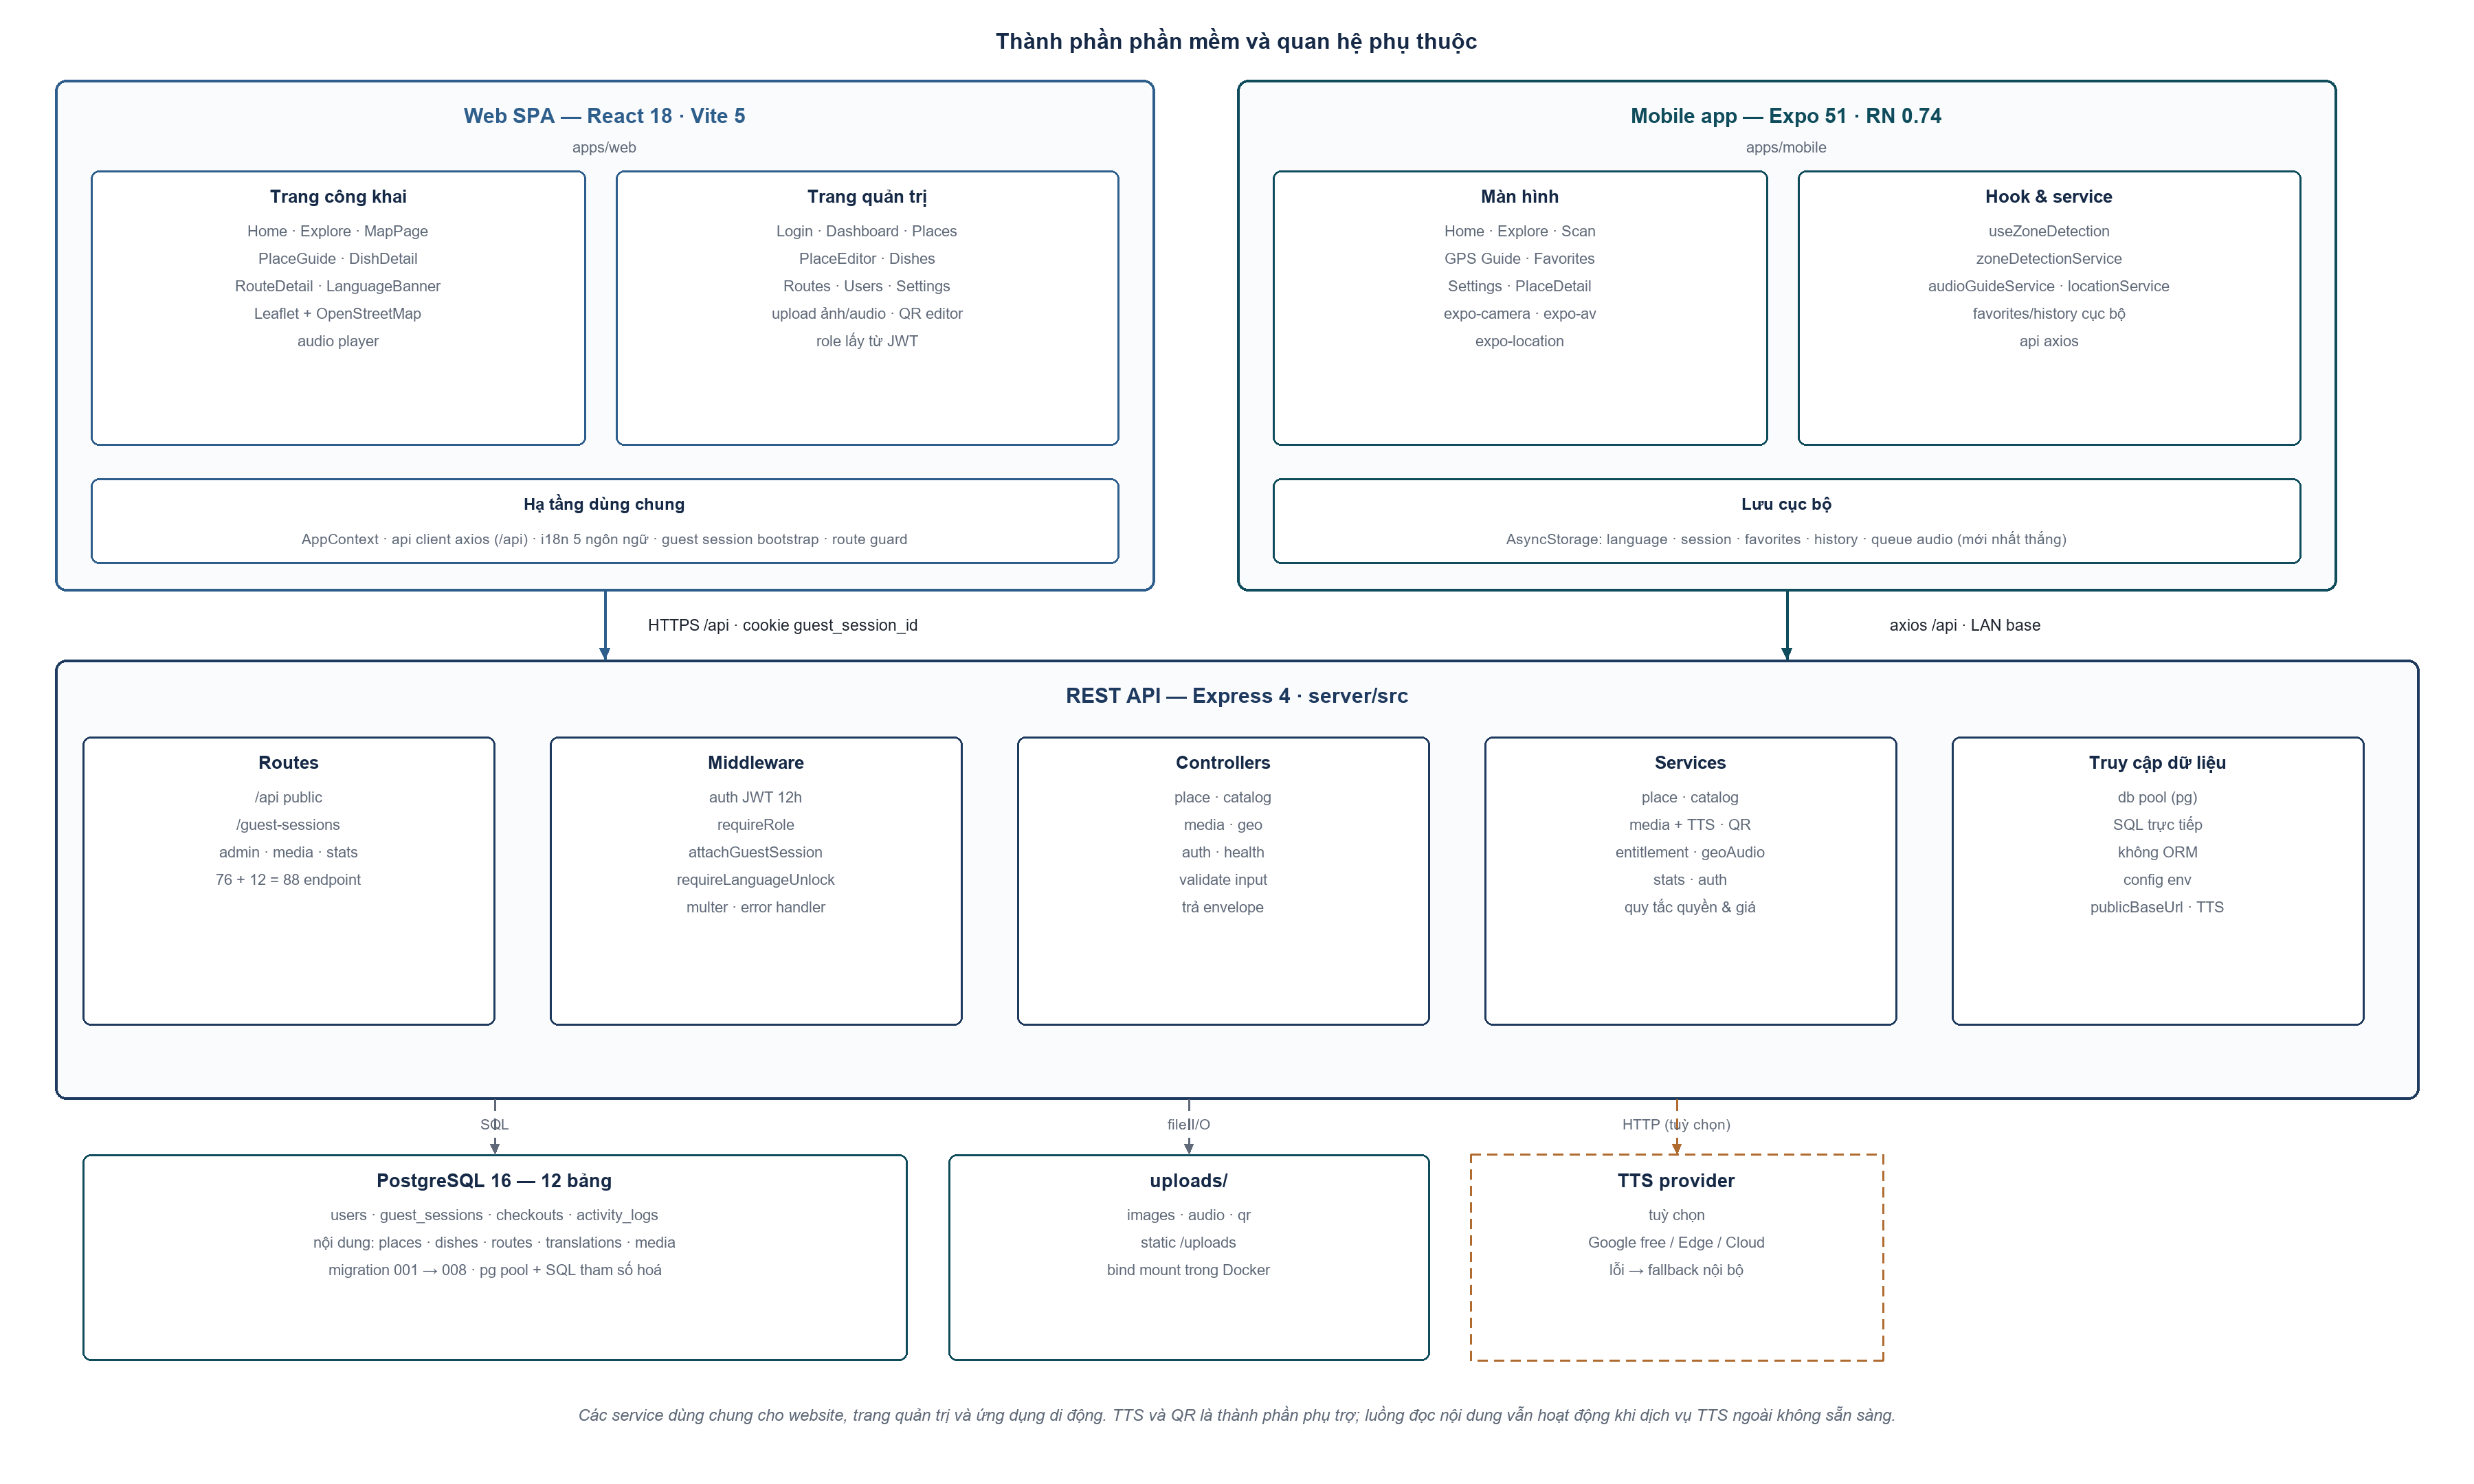 Thành phần phần mềm và quan hệ phụ thuộc
Web SPA — React 18 · Vite 5
apps/web
Trang công khai
Home · Explore · MapPage
PlaceGuide · DishDetail
RouteDetail · LanguageBanner
Leaflet + OpenStreetMap
audio player
Trang quản trị
Login · Dashboard · Places
PlaceEditor · Dishes
Routes · Users · Settings
upload ảnh/audio · QR editor
role lấy từ JWT
Hạ tầng dùng chung
AppContext · api client axios (/api) · i18n 5 ngôn ngữ · guest session bootstrap · route guard
Mobile app — Expo 51 · RN 0.74
apps/mobile
Màn hình
Home · Explore · Scan
GPS Guide · Favorites
Settings · PlaceDetail
expo-camera · expo-av
expo-location
Hook & service
useZoneDetection
zoneDetectionService
audioGuideService · locationService
favorites/history cục bộ
api axios
Lưu cục bộ
AsyncStorage: language · session · favorites · history · queue audio (mới nhất thắng)
HTTPS /api · cookie guest_session_id
axios /api · LAN base
REST API — Express 4 · server/src
Routes
/api public
/guest-sessions
admin · media · stats
76 + 12 = 88 endpoint
Middleware
auth JWT 12h
requireRole
attachGuestSession
requireLanguageUnlock
multer · error handler
Controllers
place · catalog
media · geo
auth · health
validate input
trả envelope
Services
place · catalog
media + TTS · QR
entitlement · geoAudio
stats · auth
quy tắc quyền & giá
Truy cập dữ liệu
db pool (pg)
SQL trực tiếp
không ORM
config env
publicBaseUrl · TTS
SQL
file I/O
HTTP (tuỳ chọn)
PostgreSQL 16 — 12 bảng
users · guest_sessions · checkouts · activity_logs
nội dung: places · dishes · routes · translations · media
migration 001 → 008 · pg pool + SQL tham số hoá
uploads/
images · audio · qr
static /uploads
bind mount trong Docker
TTS provider
tuỳ chọn
Google free / Edge / Cloud
lỗi → fallback nội bộ
Các service dùng chung cho website, trang quản trị và ứng dụng di động. TTS và QR là thành phần phụ trợ; luồng đọc nội dung vẫn hoạt động khi dịch vụ TTS ngoài không sẵn sàng.